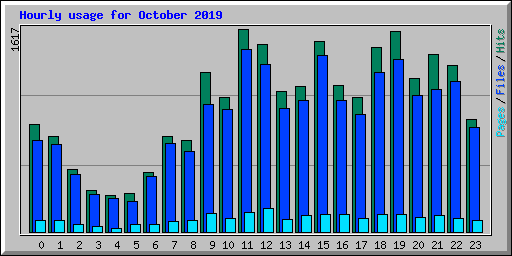 Hourly usage for October 2019
1617
Pages/Files/Hits
0 1 2 3 4 5 6 7 8 9 10 11 12 13 14 15 16 17 18 19 20 21 22 23